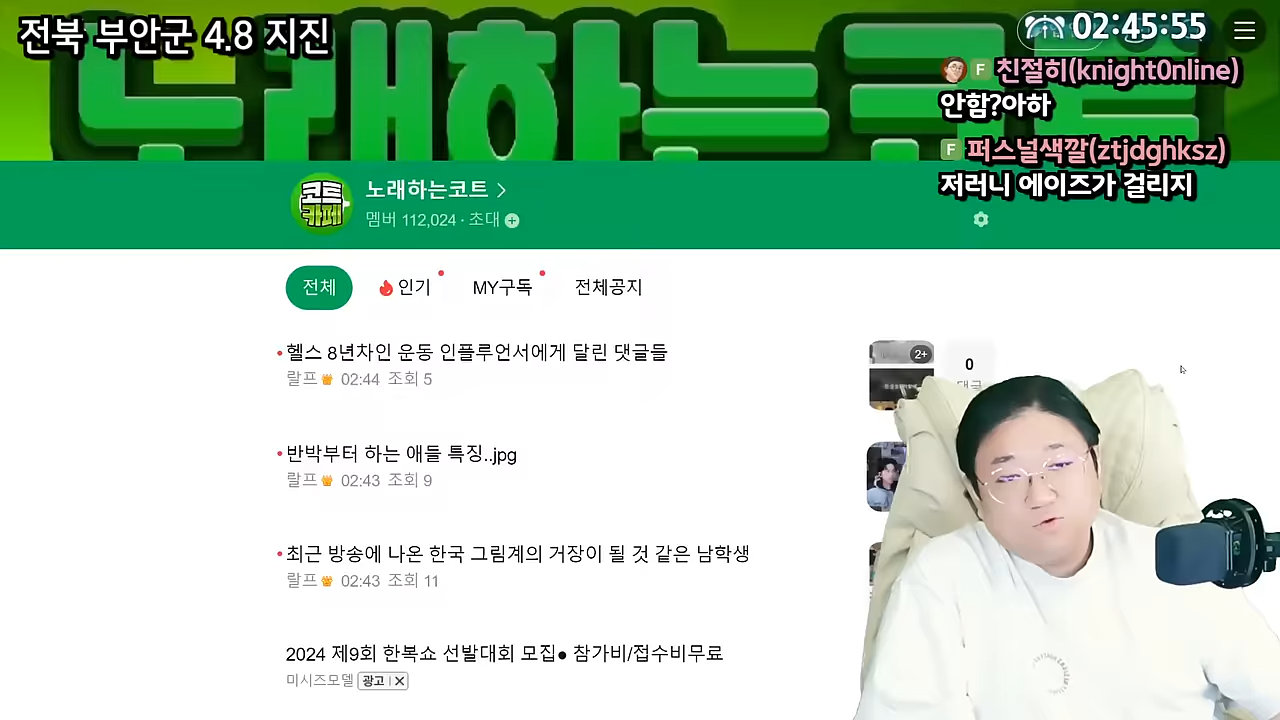 전북 부안군 4.8 지진
02:45:55
노래하는코트
F 친절히(knight0nline)
안함?아하
F 퍼스널색깔(ztjdghksz)
저러니 에이즈가 걸리지
코트
카페
노래하는코트
멤버 112,024 · 초대
전체
인기
MY구독
전체공지
헬스 8년차인 운동 인플루언서에게 달린 댓글들
랄프 02:44 조회 5
2+
0
댓글
반박부터 하는 애들 특징..jpg
랄프 02:43 조회 9
최근 방송에 나온 한국 그림계의 거장이 될 것 같은 남학생
랄프 02:43 조회 11
2024 제9회 한복쇼 선발대회 모집● 참가비/접수비무료
미시즈모델 광고 X